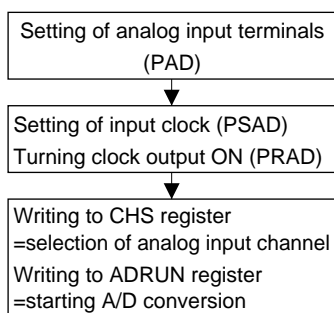 Setting of analog input terminals
(PAD)
Setting of input clock (PSAD)
Turning clock output ON (PRAD)
Writing to CHS register
=selection of analog input channel
Writing to ADRUN register
=starting A/D conversion